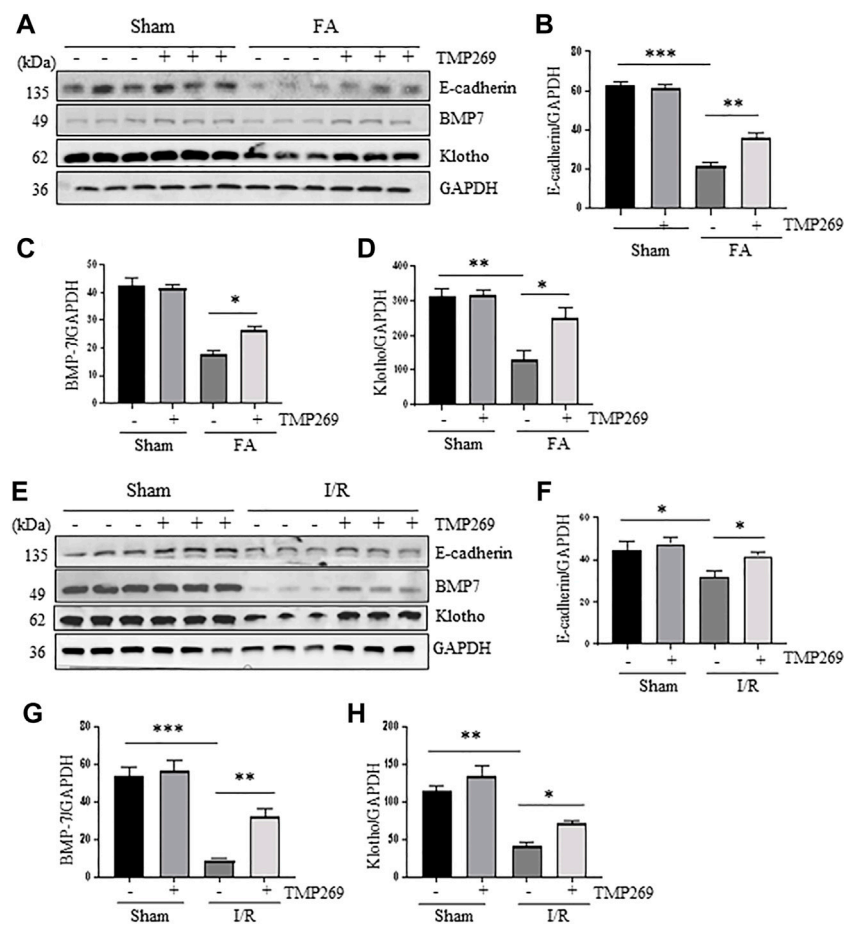 A
Sham FA
(kDa) - - - + + + - - - + + + TMP269
135 E-cadherin
49 BMP7
62 Klotho
36 GAPDH
B
E-cadherin/GAPDH
80
60
40
20
0
*** **
- + - + TMP269
Sham FA
C
BMP-7/GAPDH
50
40
30
20
10
0
*
- + - + TMP269
Sham FA
D
Klotho/GAPDH
400
300
200
100
0
** *
- + - + TMP269
Sham FA
E
Sham I/R
(kDa) - - - + + + - - - + + + TMP269
135 E-cadherin
49 BMP7
62 Klotho
36 GAPDH
F
E-cadherin/GAPDH
60
40
20
0
* *
- + - + TMP269
Sham I/R
G
BMP-7/GAPDH
80
60
40
20
0
*** **
- + - + TMP269
Sham I/R
H
Klotho/GAPDH
200
150
100
50
0
** *
- + - + TMP269
Sham I/R